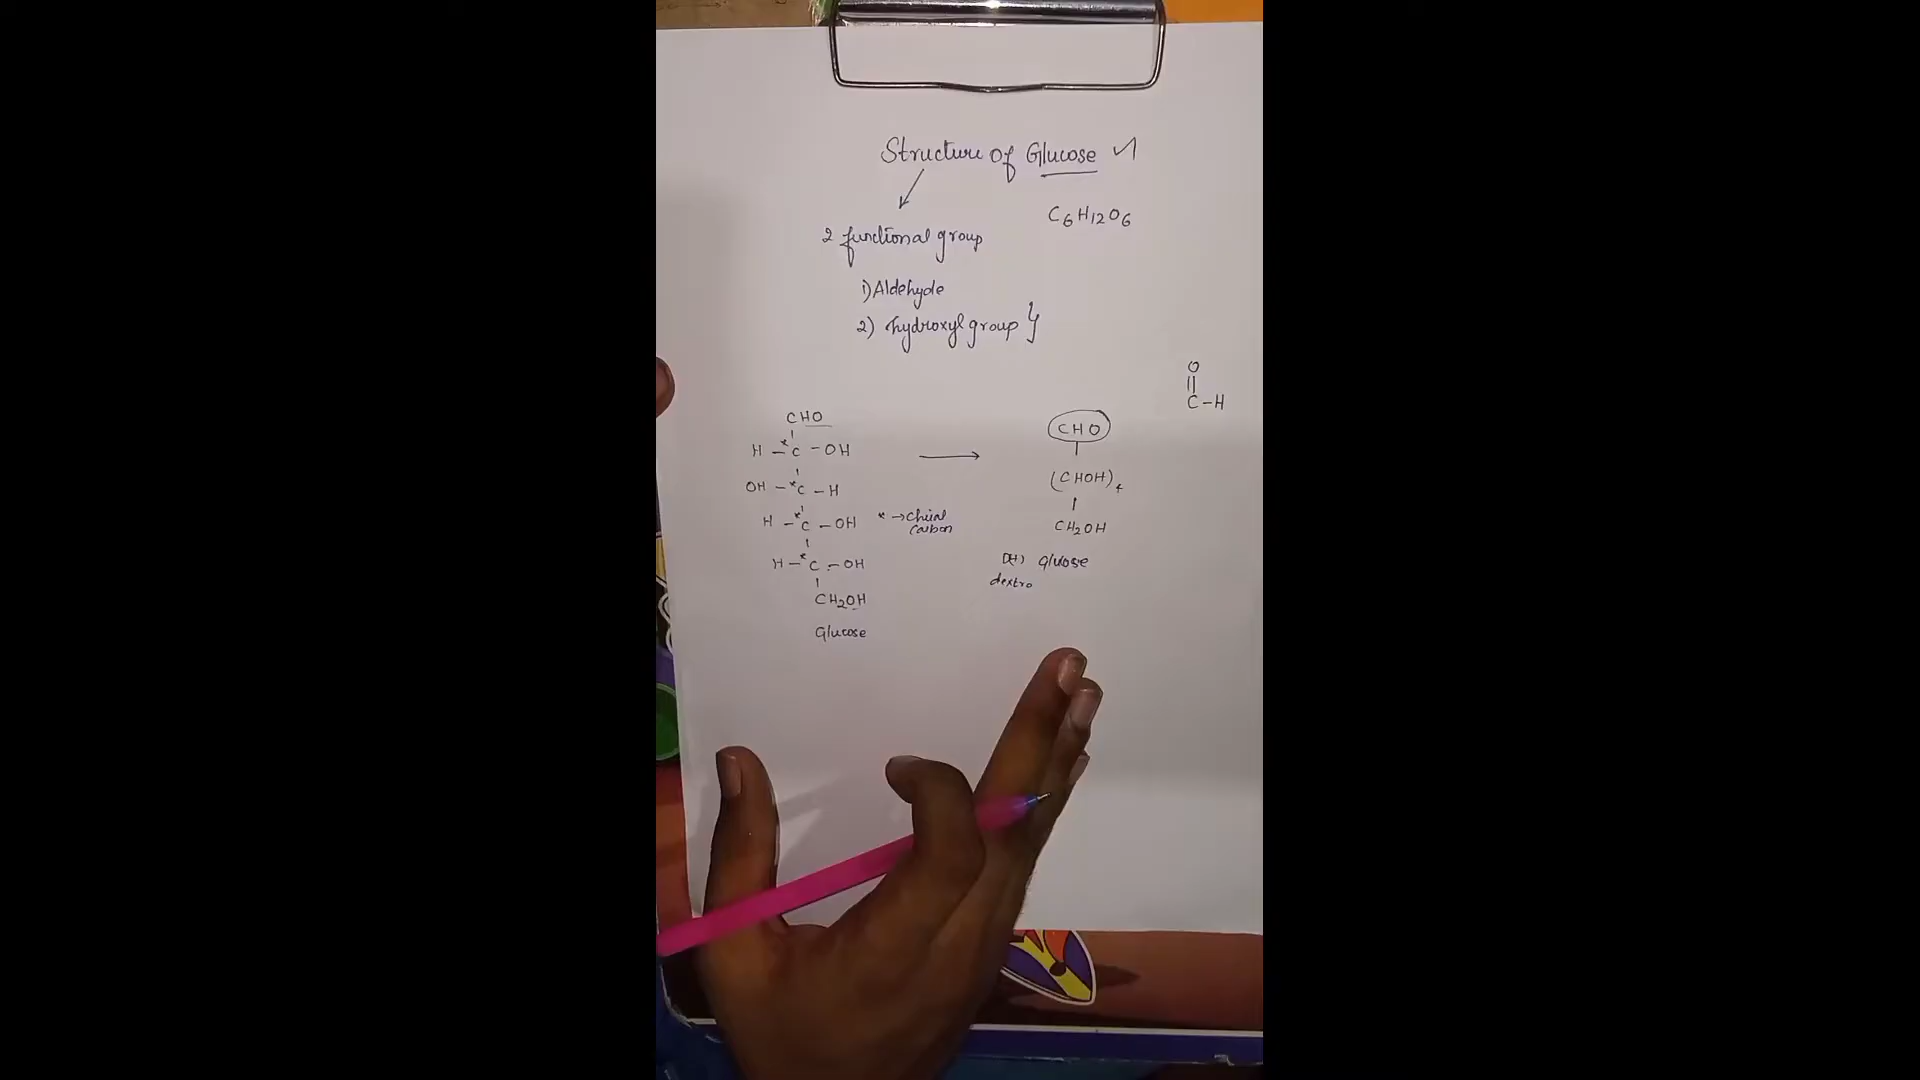 Structure of Glucose
C6H12O6
2 functional group
1) Aldehyde
2) hydroxyl group }
O
||
C-H
CHO
|
H - *C - OH
|
OH - *C - H
|
H - *C - OH
|
H - *C - OH
|
CH2OH
Glucose
* → Chiral
Carbon
→
CHO
|
(CHOH)4
|
CH2OH
D(+) glucose
dextro